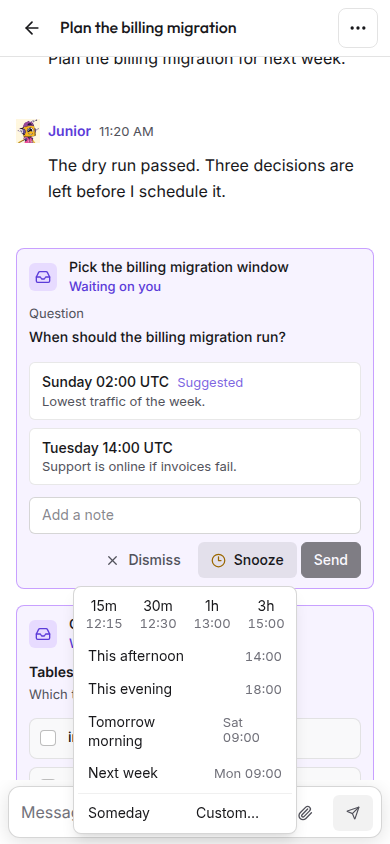 Plan the billing migration
Plan the billing migration for next week.
Junior 11:20 AM
The dry run passed. Three decisions are
left before I schedule it.
Pick the billing migration window
Waiting on you
Question
When should the billing migration run?
Sunday 02:00 UTC Suggested
Lowest traffic of the week.
Tuesday 14:00 UTC
Support is online if invoices fail.
Add a note
Dismiss
Snooze
Send
15m 30m 1h 3h
12:15 12:30 13:00 15:00
This afternoon 14:00
This evening 18:00
Tomorrow
morning
Sat
09:00
Next week Mon 09:00
Someday Custom...
Tables
Which